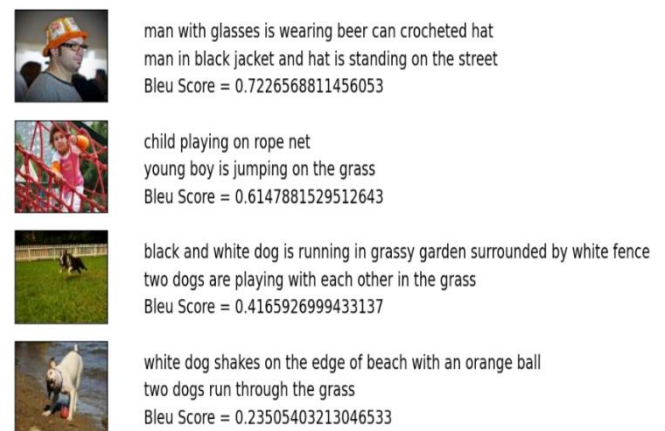 man with glasses is wearing beer can crocheted hat
man in black jacket and hat is standing on the street
Bleu Score = 0.7226568811456053
child playing on rope net
young boy is jumping on the grass
Bleu Score = 0.6147881529512643
black and white dog is running in grassy garden surrounded by white fence
two dogs are playing with each other in the grass
Bleu Score = 0.4165926999433137
white dog shakes on the edge of beach with an orange ball
two dogs run through the grass
Bleu Score = 0.23505403213046533